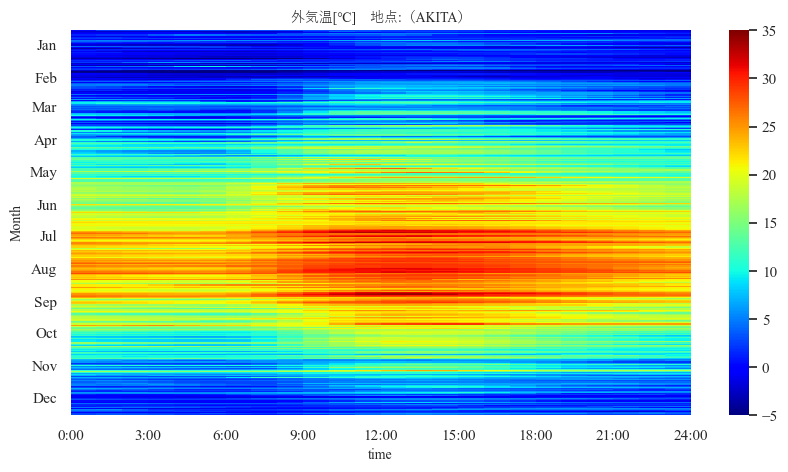 外気温[℃]　地点:（AKITA）
Month
Jan
Feb
Mar
Apr
May
Jun
Jul
Aug
Sep
Oct
Nov
Dec
0:00 3:00 6:00 9:00 12:00 15:00 18:00 21:00 24:00
time
35
30
25
20
15
10
5
0
−5